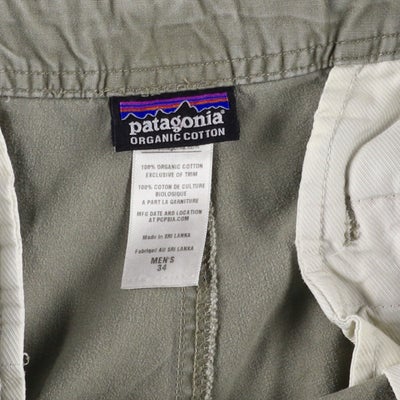 patagonia
ORGANIC COTTON
100% ORGANIC COTTON
EXCLUSIVE OF TRIM
100% COTON DE CULTURE
BIOLOGIQUE
A PART LA GARNITURE
MFG DATE AND LOCATION
AT PCPSIA.COM
Made in SRI LANKA
Fabriqué AU SRI LANKA
MEN'S
34